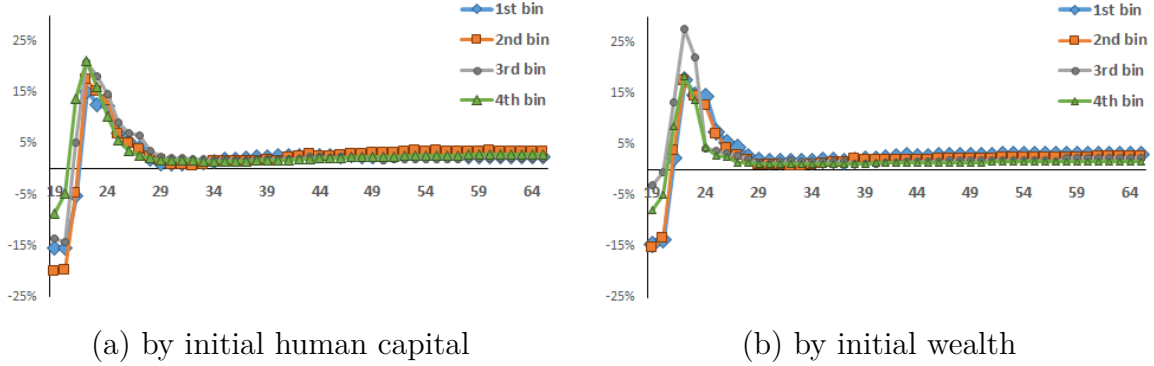 1st bin
2nd bin
3rd bin
4th bin
25%
15%
5%
-5%
-15%
-25%
19 24 29 34 39 44 49 54 59 64
(a) by initial human capital
1st bin
2nd bin
3rd bin
4th bin
25%
15%
5%
-5%
-15%
-25%
19 24 29 34 39 44 49 54 59 64
(b) by initial wealth